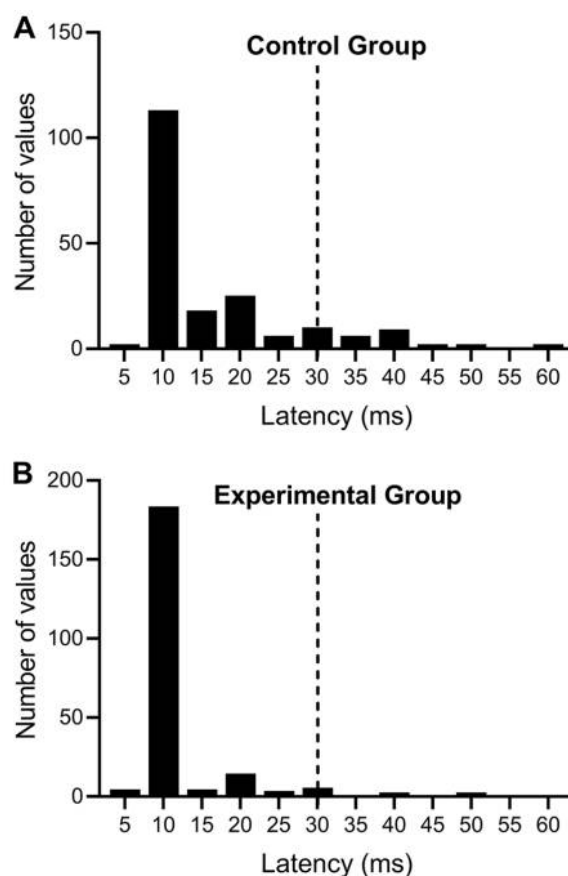 A
Control Group
Number of values
150
100
50
0
5 10 15 20 25 30 35 40 45 50 55 60
Latency (ms)
B
Experimental Group
Number of values
200
150
100
50
0
5 10 15 20 25 30 35 40 45 50 55 60
Latency (ms)